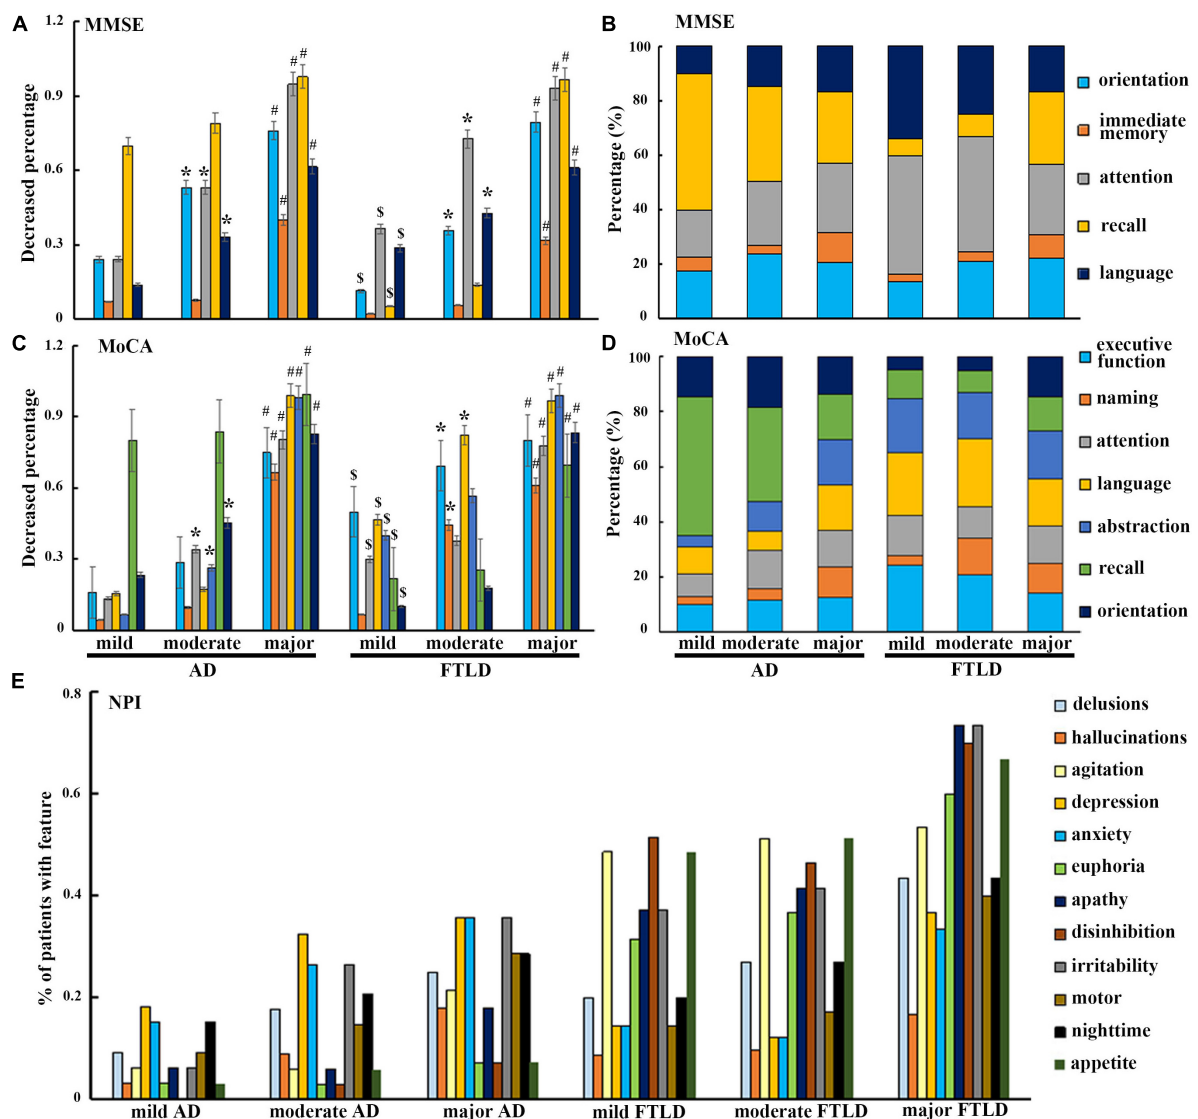 A
MMSE
1.2
0.9
0.6
0.3
0
Decreased percentage
* * *
# # # # #
$ $ $ $
* * *
# # # # #
B
MMSE
100
80
60
40
20
0
Percentage (%)
orientation
immediate
memory
attention
recall
language
C
MoCA
1.2
0.9
0.6
0.3
0
Decreased percentage
* * *
# # # # # # #
$ $ $ $ $ $
* * *
# # # # # # #
mild moderate major mild moderate major
AD FTLD
D
MoCA
100
80
60
40
20
0
Percentage (%)
mild moderate major mild moderate major
AD FTLD
executive
function
naming
attention
language
abstraction
recall
orientation
E
NPI
0.8
0.6
0.4
0.2
0
% of patients with feature
mild AD moderate AD major AD mild FTLD moderate FTLD major FTLD
delusions
hallucinations
agitation
depression
anxiety
euphoria
apathy
disinhibition
irritability
motor
nighttime
appetite